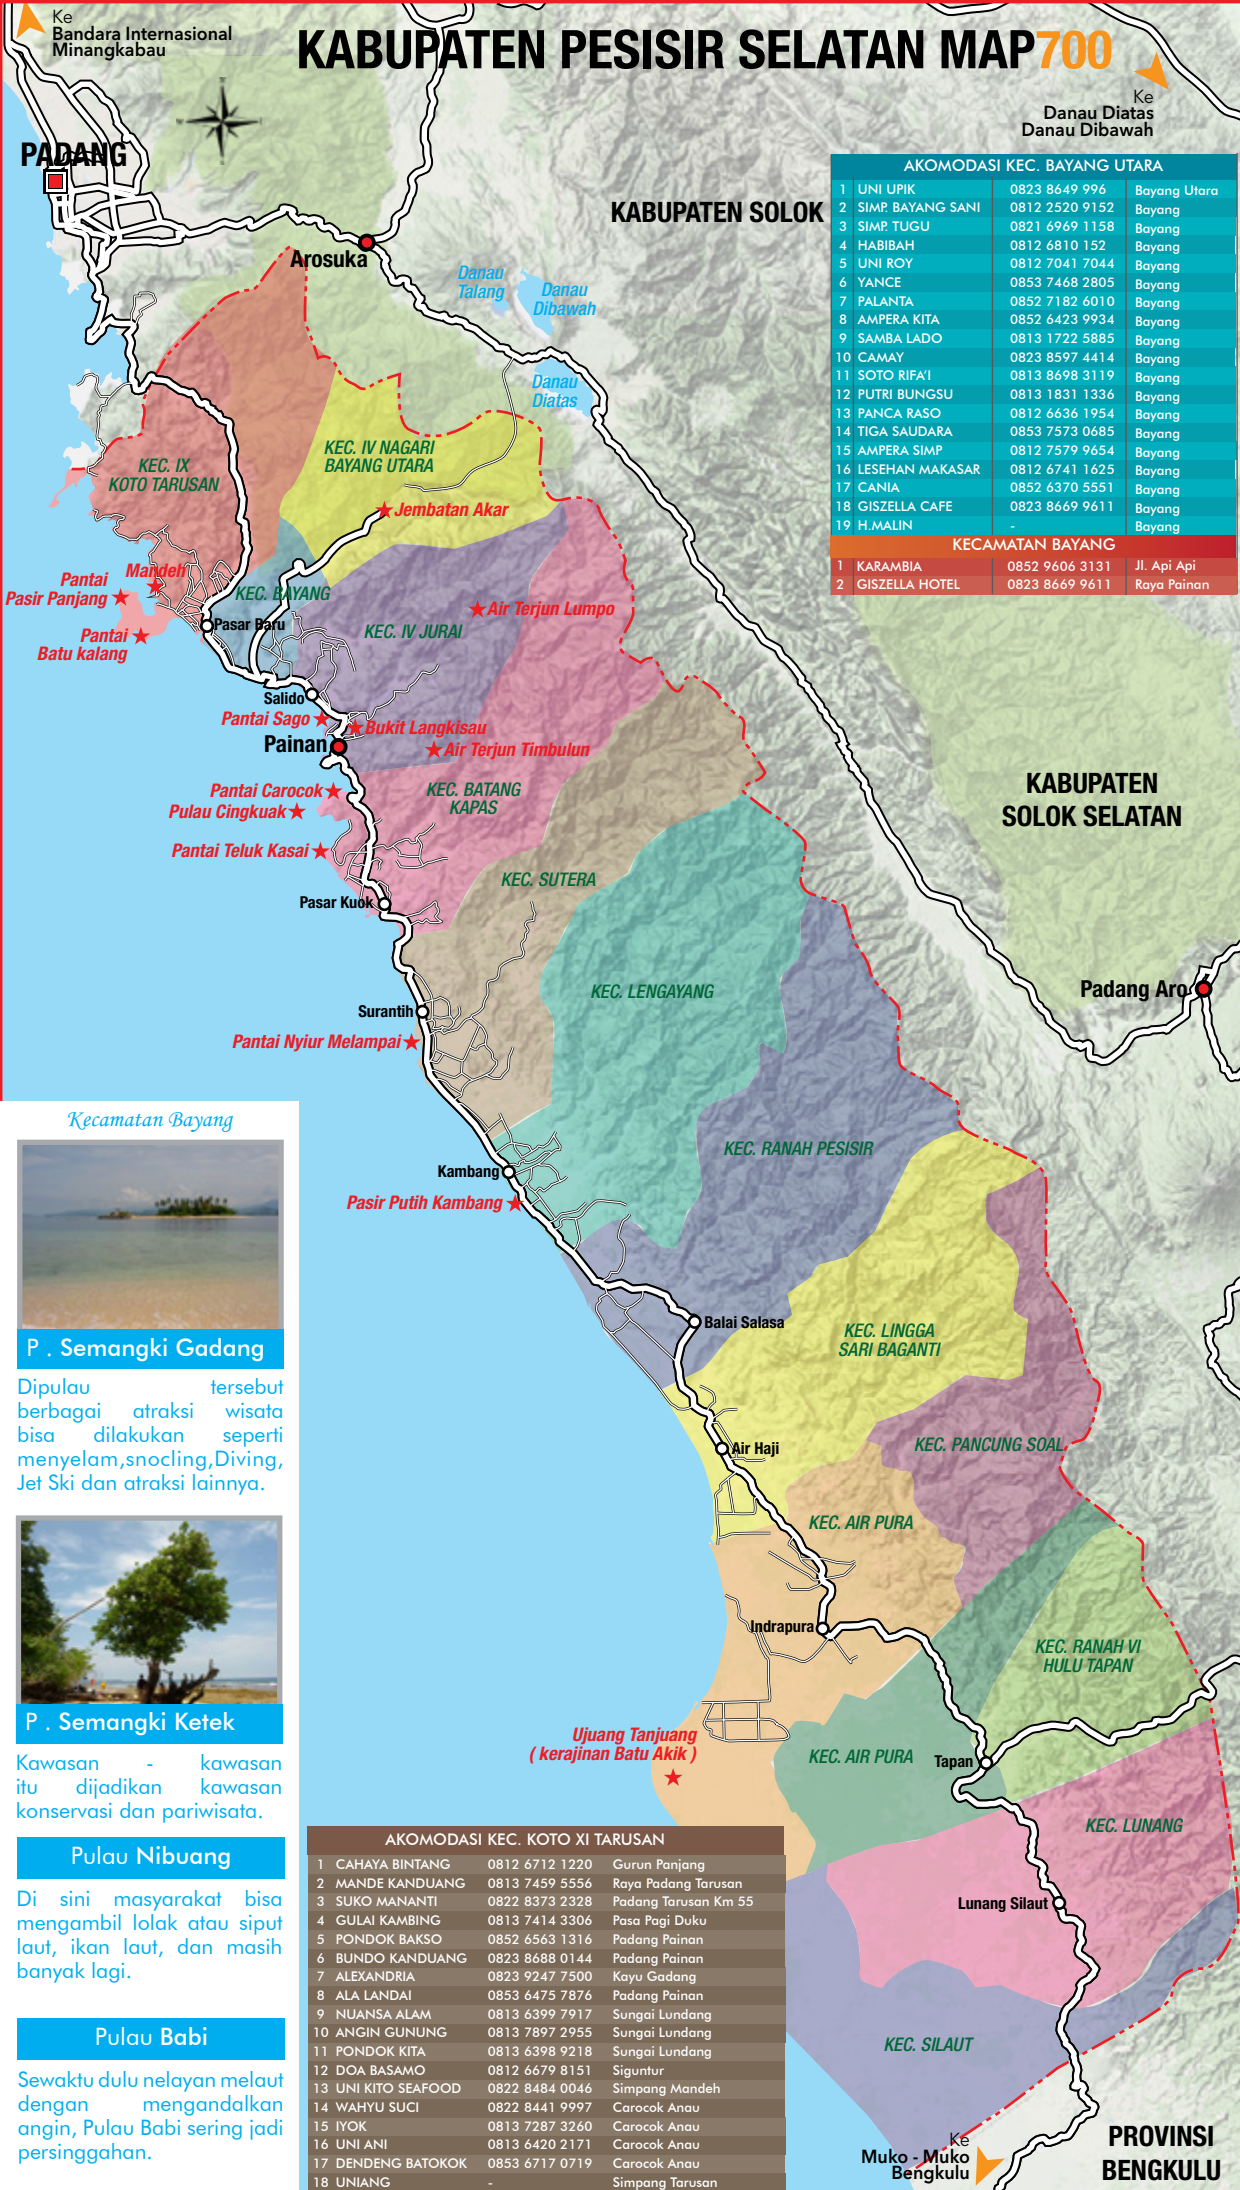 Ke
Bandara Internasional
Minangkabau
KABUPATEN PESISIR SELATAN MAP700
Ke
Danau Diatas
Danau Dibawah
PADANG
KABUPATEN SOLOK
Arosuka
Danau
Talang
Danau
Dibawah
Danau
Diatas
AKOMODASI KEC. BAYANG UTARA
1 UNI UPIK 0823 8649 996 Bayang Utara
2 SIMP. BAYANG SANI 0812 2520 9152 Bayang
3 SIMP. TUGU 0821 6969 1158 Bayang
4 HABIBAH 0812 6810 152 Bayang
5 UNI ROY 0812 7041 7044 Bayang
6 YANCE 0853 7468 2805 Bayang
7 PALANTA 0852 7182 6010 Bayang
8 AMPERA KITA 0852 6423 9934 Bayang
9 SAMBA LADO 0813 1722 5885 Bayang
10 CAMAY 0823 8597 4414 Bayang
11 SOTO RIFA'I 0813 8698 3119 Bayang
12 PUTRI BUNGSU 0813 1831 1336 Bayang
13 PANCA RASO 0812 6636 1954 Bayang
14 TIGA SAUDARA 0853 7573 0685 Bayang
15 AMPERA SIMP 0812 7579 9654 Bayang
16 LESEHAN MAKASAR 0812 6741 1625 Bayang
17 CANIA 0852 6370 5551 Bayang
18 GISZELLA CAFE 0823 8669 9611 Bayang
19 H.MALIN - Bayang
KECAMATAN BAYANG
1 KARAMBIA 0852 9606 3131 Jl. Api Api
2 GISZELLA HOTEL 0823 8669 9611 Raya Painan
KEC. IX
KOTO TARUSAN
KEC. IV NAGARI
BAYANG UTARA
Jembatan Akar
Mandeh
Pantai
Pasir Panjang
KEC. BAYANG
Pantai
Batu kalang
Pasar Baru
Air Terjun Lumpo
KEC. IV JURAI
Salido
Pantai Sago
Bukit Langkisau
Painan
Air Terjun Timbulun
Pantai Carocok
Pulau Cingkuak
KEC. BATANG
KAPAS
Pantai Teluk Kasai
KABUPATEN
SOLOK SELATAN
KEC. SUTERA
Pasar Kuok
Padang Aro
KEC. LENGAYANG
Surantih
Pantai Nyiur Melampai
KEC. RANAH PESISIR
Kambang
Pasir Putih Kambang
Balai Salasa
KEC. LINGGA
SARI BAGANTI
Air Haji
KEC. PANCUNG SOAL
KEC. AIR PURA
Indrapura
KEC. RANAH VI
HULU TAPAN
Ujuang Tanjuang
( kerajinan Batu Akik )
KEC. AIR PURA
Tapan
KEC. LUNANG
Lunang Silaut
KEC. SILAUT
Ke
Muko - Muko
Bengkulu
PROVINSI
BENGKULU
Kecamatan Bayang
P . Semangki Gadang
Dipulau tersebut
berbagai atraksi wisata
bisa dilakukan seperti
menyelam,snocling,Diving,
Jet Ski dan atraksi lainnya.
P . Semangki Ketek
Kawasan - kawasan
itu dijadikan kawasan
konservasi dan pariwisata.
Pulau Nibuang
Di sini masyarakat bisa
mengambil lolak atau siput
laut, ikan laut, dan masih
banyak lagi.
Pulau Babi
Sewaktu dulu nelayan melaut
dengan mengandalkan
angin, Pulau Babi sering jadi
persinggahan.
AKOMODASI KEC. KOTO XI TARUSAN
1 CAHAYA BINTANG 0812 6712 1220 Gurun Panjang
2 MANDE KANDUANG 0813 7459 5556 Raya Padang Tarusan
3 SUKO MANANTI 0822 8373 2328 Padang Tarusan Km 55
4 GULAI KAMBING 0813 7414 3306 Pasa Pagi Duku
5 PONDOK BAKSO 0852 6563 1316 Padang Painan
6 BUNDO KANDUANG 0823 8688 0144 Padang Painan
7 ALEXANDRIA 0823 9247 7500 Kayu Gadang
8 ALA LANDAI 0853 6475 7876 Padang Painan
9 NUANSA ALAM 0813 6399 7917 Sungai Lundang
10 ANGIN GUNUNG 0813 7897 2955 Sungai Lundang
11 PONDOK KITA 0813 6398 9218 Sungai Lundang
12 DOA BASAMO 0812 6679 8151 Siguntur
13 UNI KITO SEAFOOD 0822 8484 0046 Simpang Mandeh
14 WAHYU SUCI 0822 8441 9997 Carocok Anau
15 IYOK 0813 7287 3260 Carocok Anau
16 UNI ANI 0813 6420 2171 Carocok Anau
17 DENDENG BATOKOK 0853 6717 0719 Carocok Anau
18 UNIANG - Simpang Tarusan